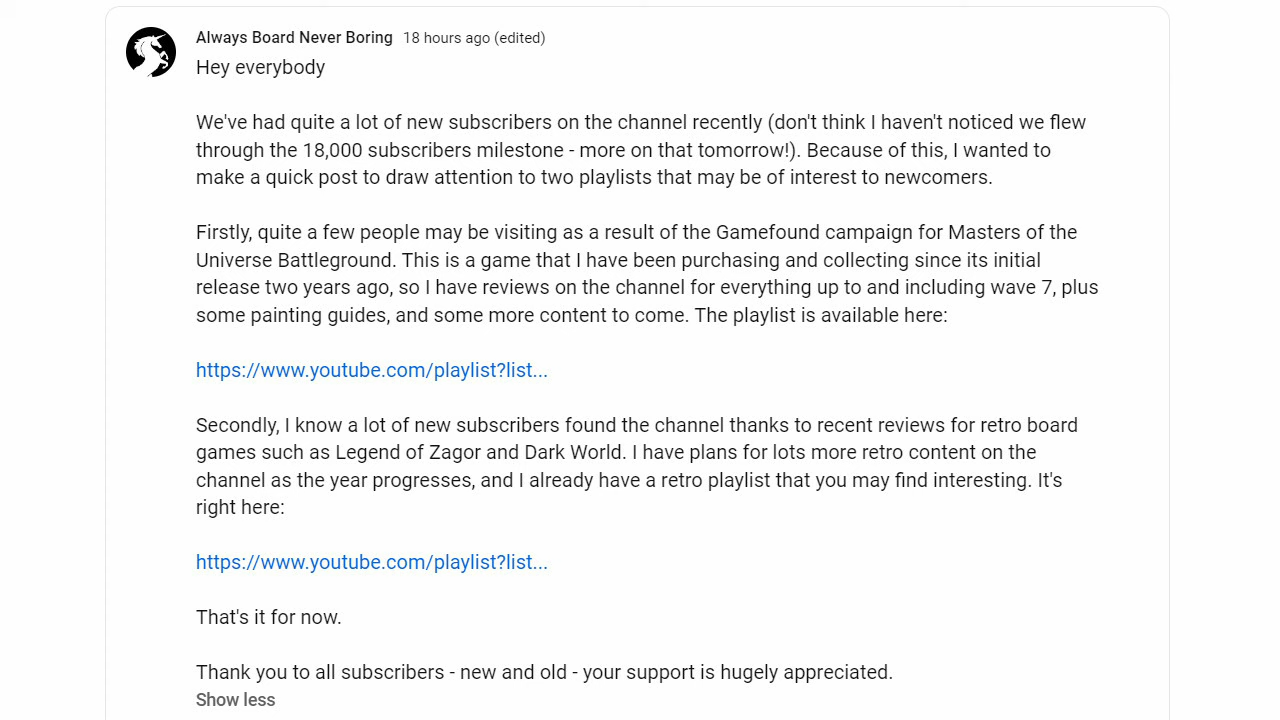 Always Board Never Boring 18 hours ago (edited)
Hey everybody
We've had quite a lot of new subscribers on the channel recently (don't think I haven't noticed we flew
through the 18,000 subscribers milestone - more on that tomorrow!). Because of this, I wanted to
make a quick post to draw attention to two playlists that may be of interest to newcomers.
Firstly, quite a few people may be visiting as a result of the Gamefound campaign for Masters of the
Universe Battleground. This is a game that I have been purchasing and collecting since its initial
release two years ago, so I have reviews on the channel for everything up to and including wave 7, plus
some painting guides, and some more content to come. The playlist is available here:
https://www.youtube.com/playlist?list...
Secondly, I know a lot of new subscribers found the channel thanks to recent reviews for retro board
games such as Legend of Zagor and Dark World. I have plans for lots more retro content on the
channel as the year progresses, and I already have a retro playlist that you may find interesting. It's
right here:
https://www.youtube.com/playlist?list...
That's it for now.
Thank you to all subscribers - new and old - your support is hugely appreciated.
Show less